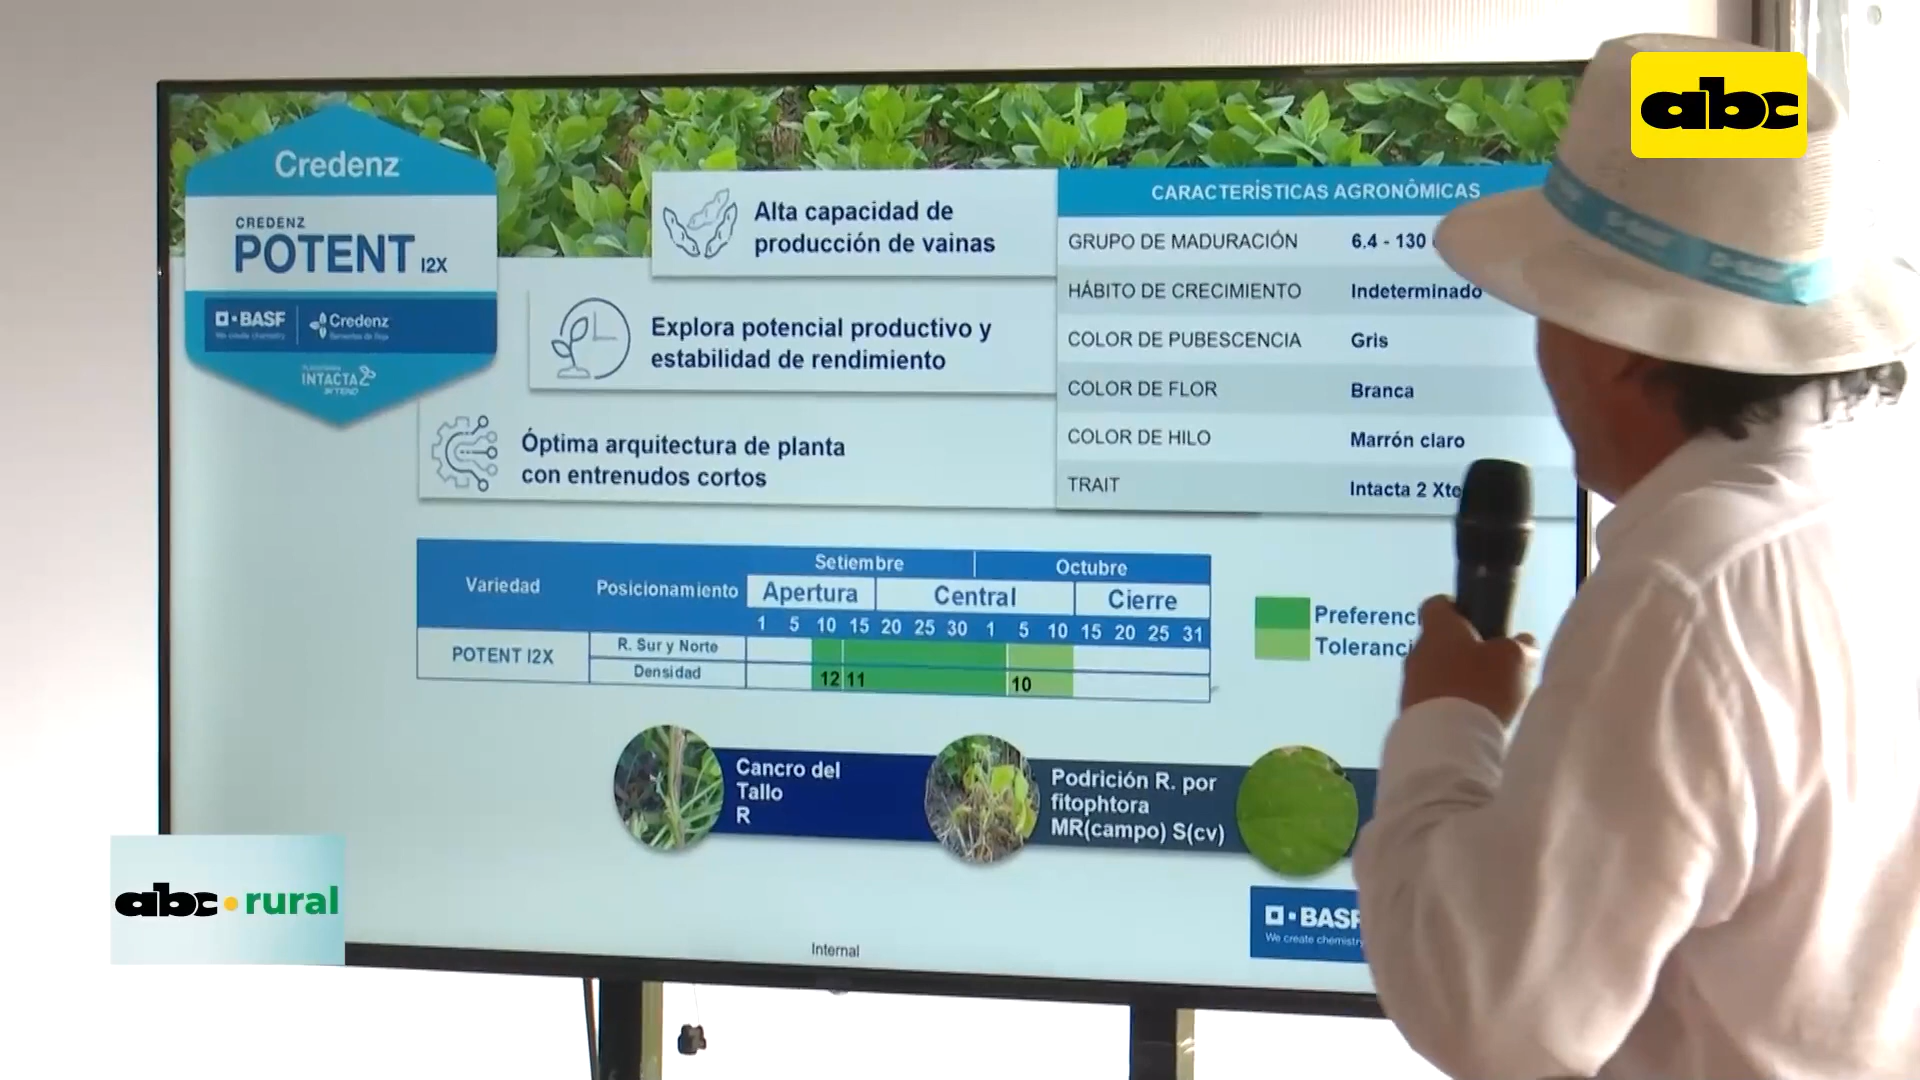 abc
Credenz
CREDENZ
POTENT I2X
BASF
We create chemistry
Credenz
INTACTA 2
XTEND
Alta capacidad de
producción de vainas
Explora potencial productivo y
estabilidad de rendimiento
Óptima arquitectura de planta
con entrenudos cortos
CARACTERÍSTICAS AGRONÔMICAS
GRUPO DE MADURACIÓN 6.4 - 130
HÁBITO DE CRECIMIENTO Indeterminado
COLOR DE PUBESCENCIA Gris
COLOR DE FLOR Branca
COLOR DE HILO Marrón claro
TRAIT Intacta 2
Variedad Posicionamiento Setiembre Octubre
Apertura Central Cierre
1 5 10 15 20 25 30 1 5 10 15 20 25 31
POTENT I2X R. Sur y Norte
Densidad 12 11 10
Preferenci
Toleranci
Cancro del
Tallo
R
Podrición R. por
fitophtora
MR(campo) S(cv)
BASF
We create chemistry
Internal
abc rural